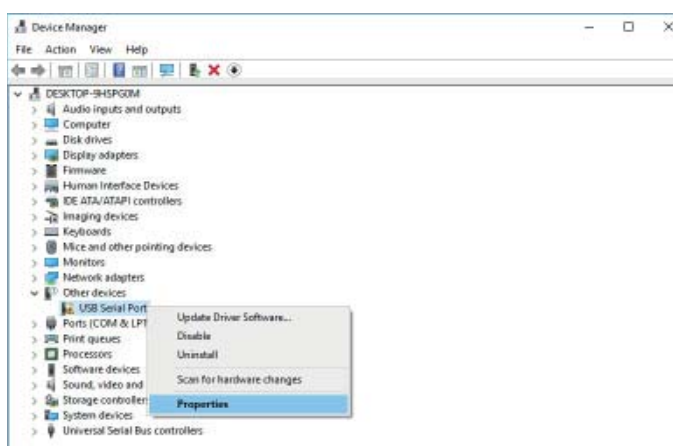 Device Manager
File Action View Help
DESKTOP-9HSPG0M
Audio inputs and outputs
Computer
Disk drives
Display adapters
Firmware
Human Interface Devices
IDE ATA/ATAPI controllers
Imaging devices
Keyboards
Mice and other pointing devices
Monitors
Network adapters
Other devices
USB Serial Port
Update Driver Software...
Ports (COM & LPT
Disable
Print queues
Uninstall
Processors
Software devices
Scan for hardware changes
Sound, video and
Storage controller
Properties
System devices
Universal Serial Bus controllers